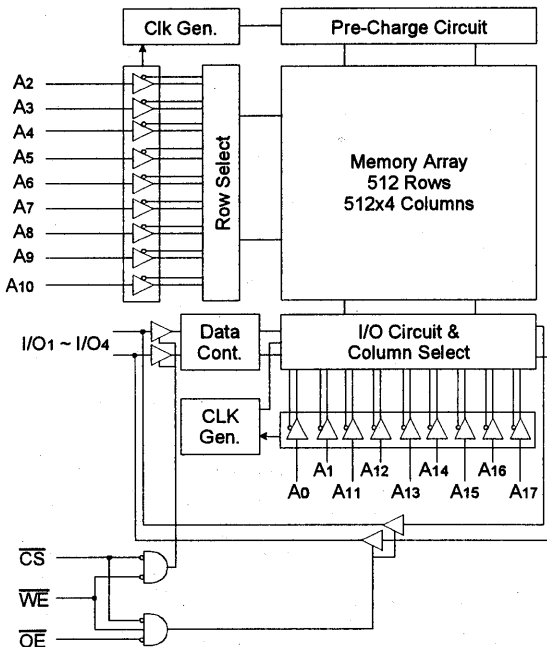 Clk Gen.
Pre-Charge Circuit
A2
A3
A4
A5
A6
A7
A8
A9
A10
Row Select
Memory Array
512 Rows
512x4 Columns
I/O1 ~ I/O4
Data
Cont.
I/O Circuit &
Column Select
CLK
Gen.
A0
A1
A11
A12
A13
A14
A15
A16
A17
CS
WE
OE